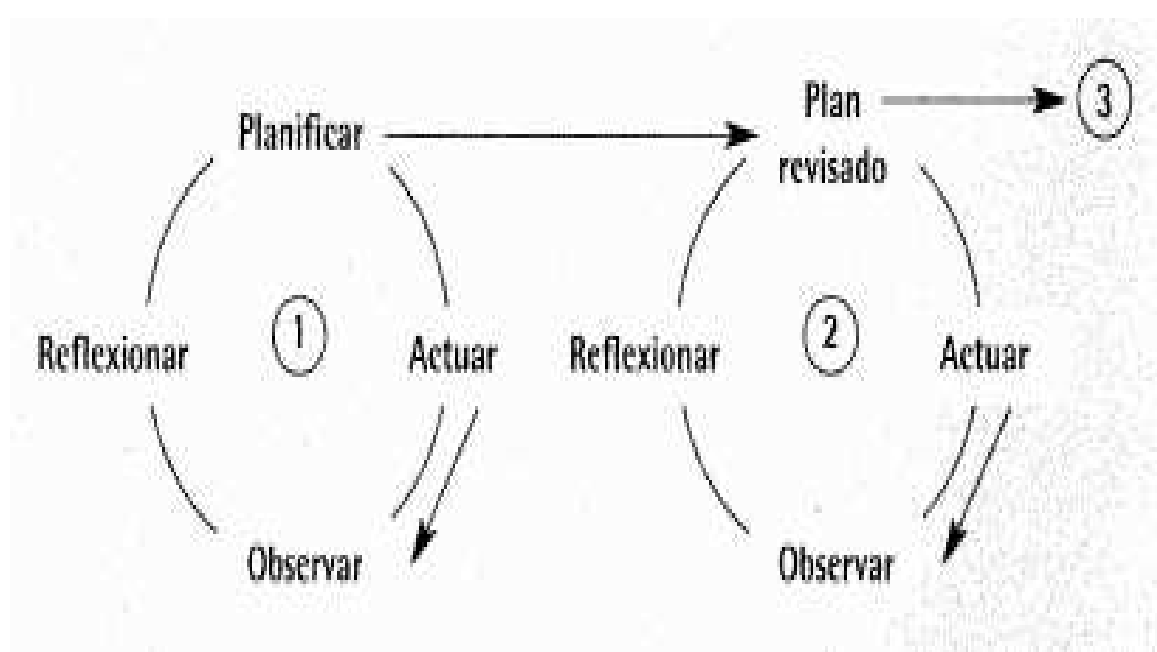 Planificar
Plan
revisado
3
Reflexionar
1
Actuar
Reflexionar
2
Actuar
Observar
Observar